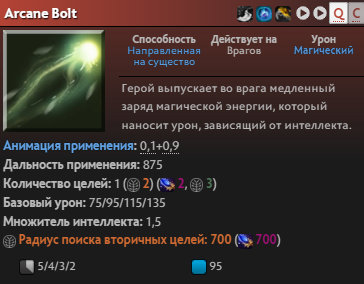 Arcane Bolt
Q C
Способность Действует на Урон
Направленная Врагов Магический
на существо
Герой выпускает во врага медленный
заряд магической энергии, который
наносит урон, зависящий от интеллекта.
Анимация применения: 0,1+0,9
Дальность применения: 875
Количество целей: 1 (2) (2, 3)
Базовый урон: 75/95/115/135
Множитель интеллекта: 1,5
Радиус поиска вторичных целей: 700 (700)
5/4/3/2 95